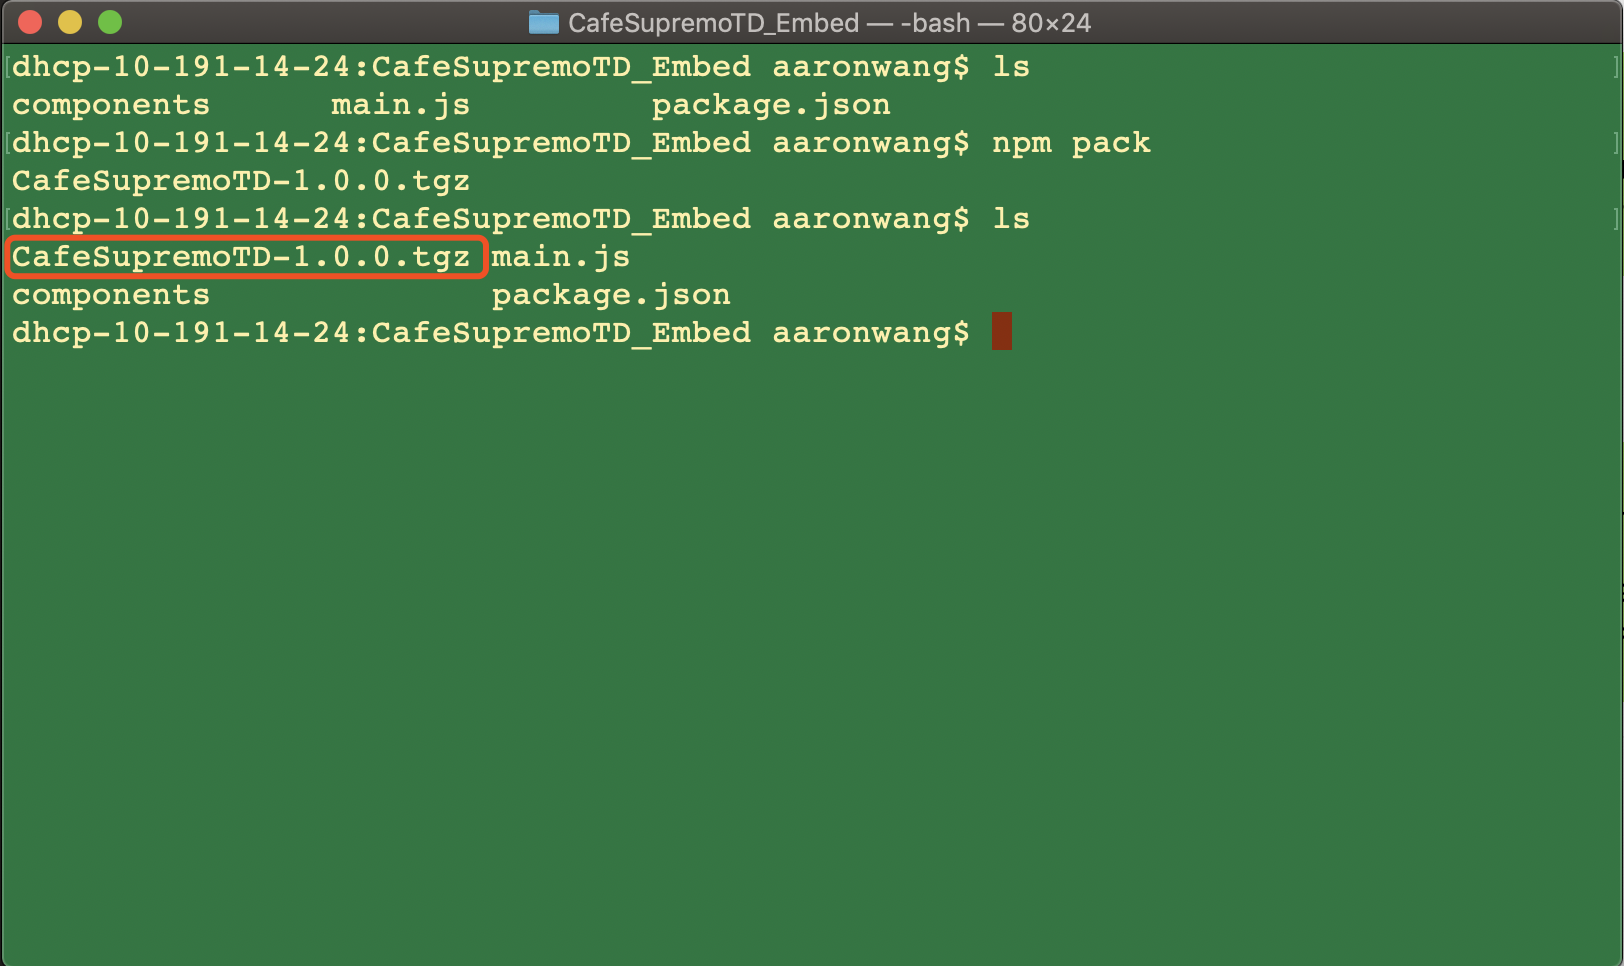 CafeSupremoTD_Embed — -bash — 80×24
[dhcp-10-191-14-24:CafeSupremoTD_Embed aaronwang$ ls ]
components main.js package.json
[dhcp-10-191-14-24:CafeSupremoTD_Embed aaronwang$ npm pack ]
CafeSupremoTD-1.0.0.tgz
[dhcp-10-191-14-24:CafeSupremoTD_Embed aaronwang$ ls ]
CafeSupremoTD-1.0.0.tgz main.js
components package.json
dhcp-10-191-14-24:CafeSupremoTD_Embed aaronwang$